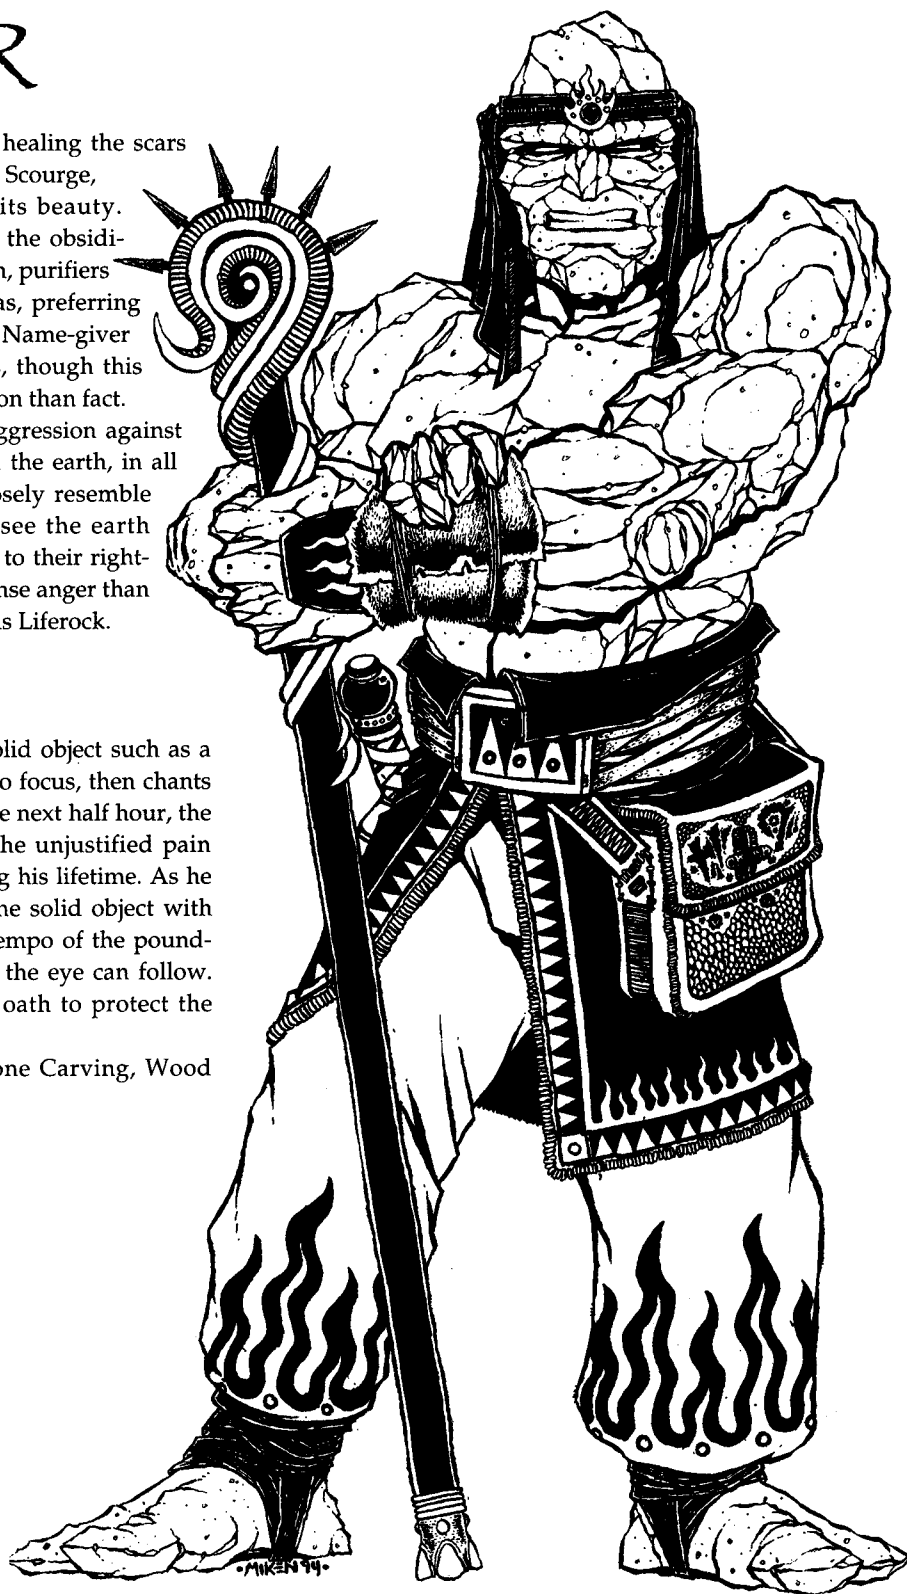 R
healing the scars
Scourge,
its beauty.
the obsidi-
n, purifiers
as, preferring
Name-giver
, though this
on than fact.
ggression against
the earth, in all
osely resemble
see the earth
to their right-
nse anger than
s Liferock.
olid object such as a
o focus, then chants
e next half hour, the
he unjustified pain
g his lifetime. As he
ne solid object with
empo of the pound-
the eye can follow.
oath to protect the
one Carving, Wood
·MIKEN 94·